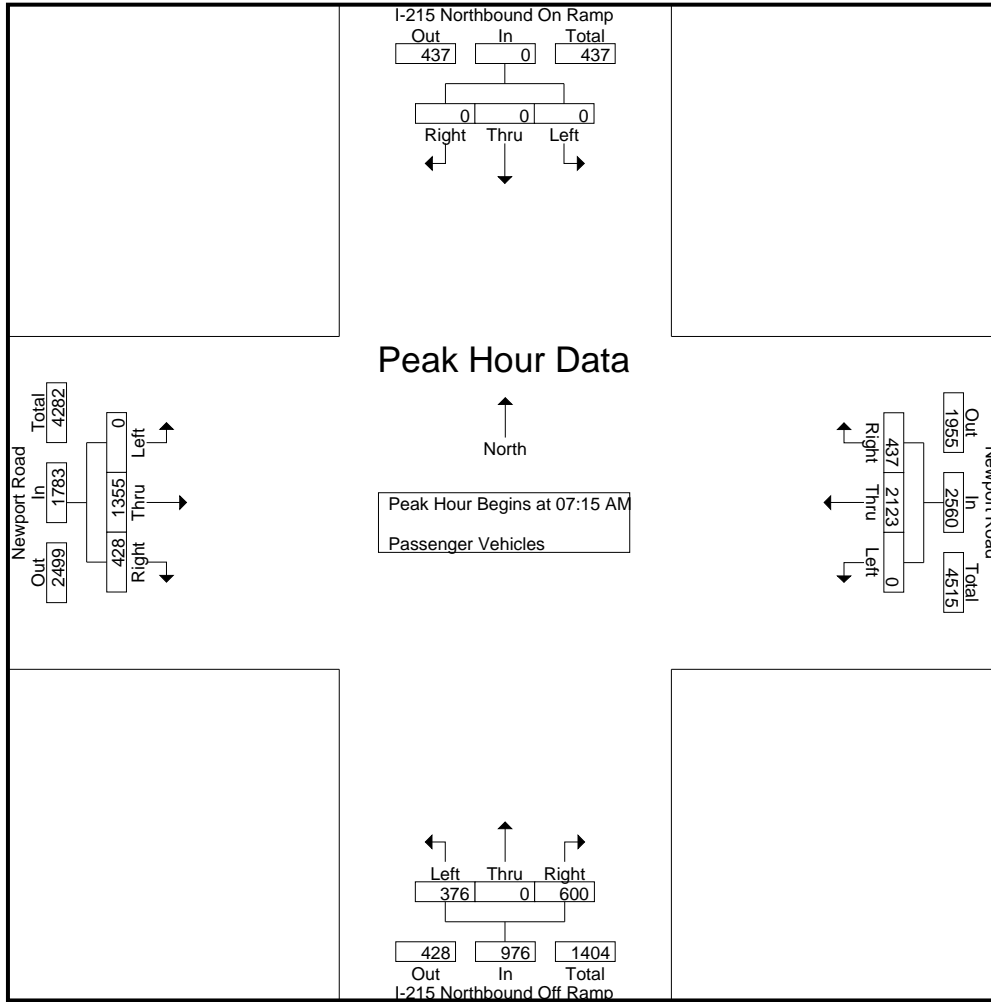 I-215 Northbound On Ramp
Out In Total
437 0 437
0 0 0
Right Thru Left
Peak Hour Data
North
Peak Hour Begins at 07:15 AM
Passenger Vehicles
Newport Road
Out In Total
2499 1783 4282
Right Thru Left
428 1355 0
Newport Road
Out In Total
1955 2560 4515
Right Thru Left
437 2123 0
Left Thru Right
376 0 600
428 976 1404
Out In Total
I-215 Northbound Off Ramp